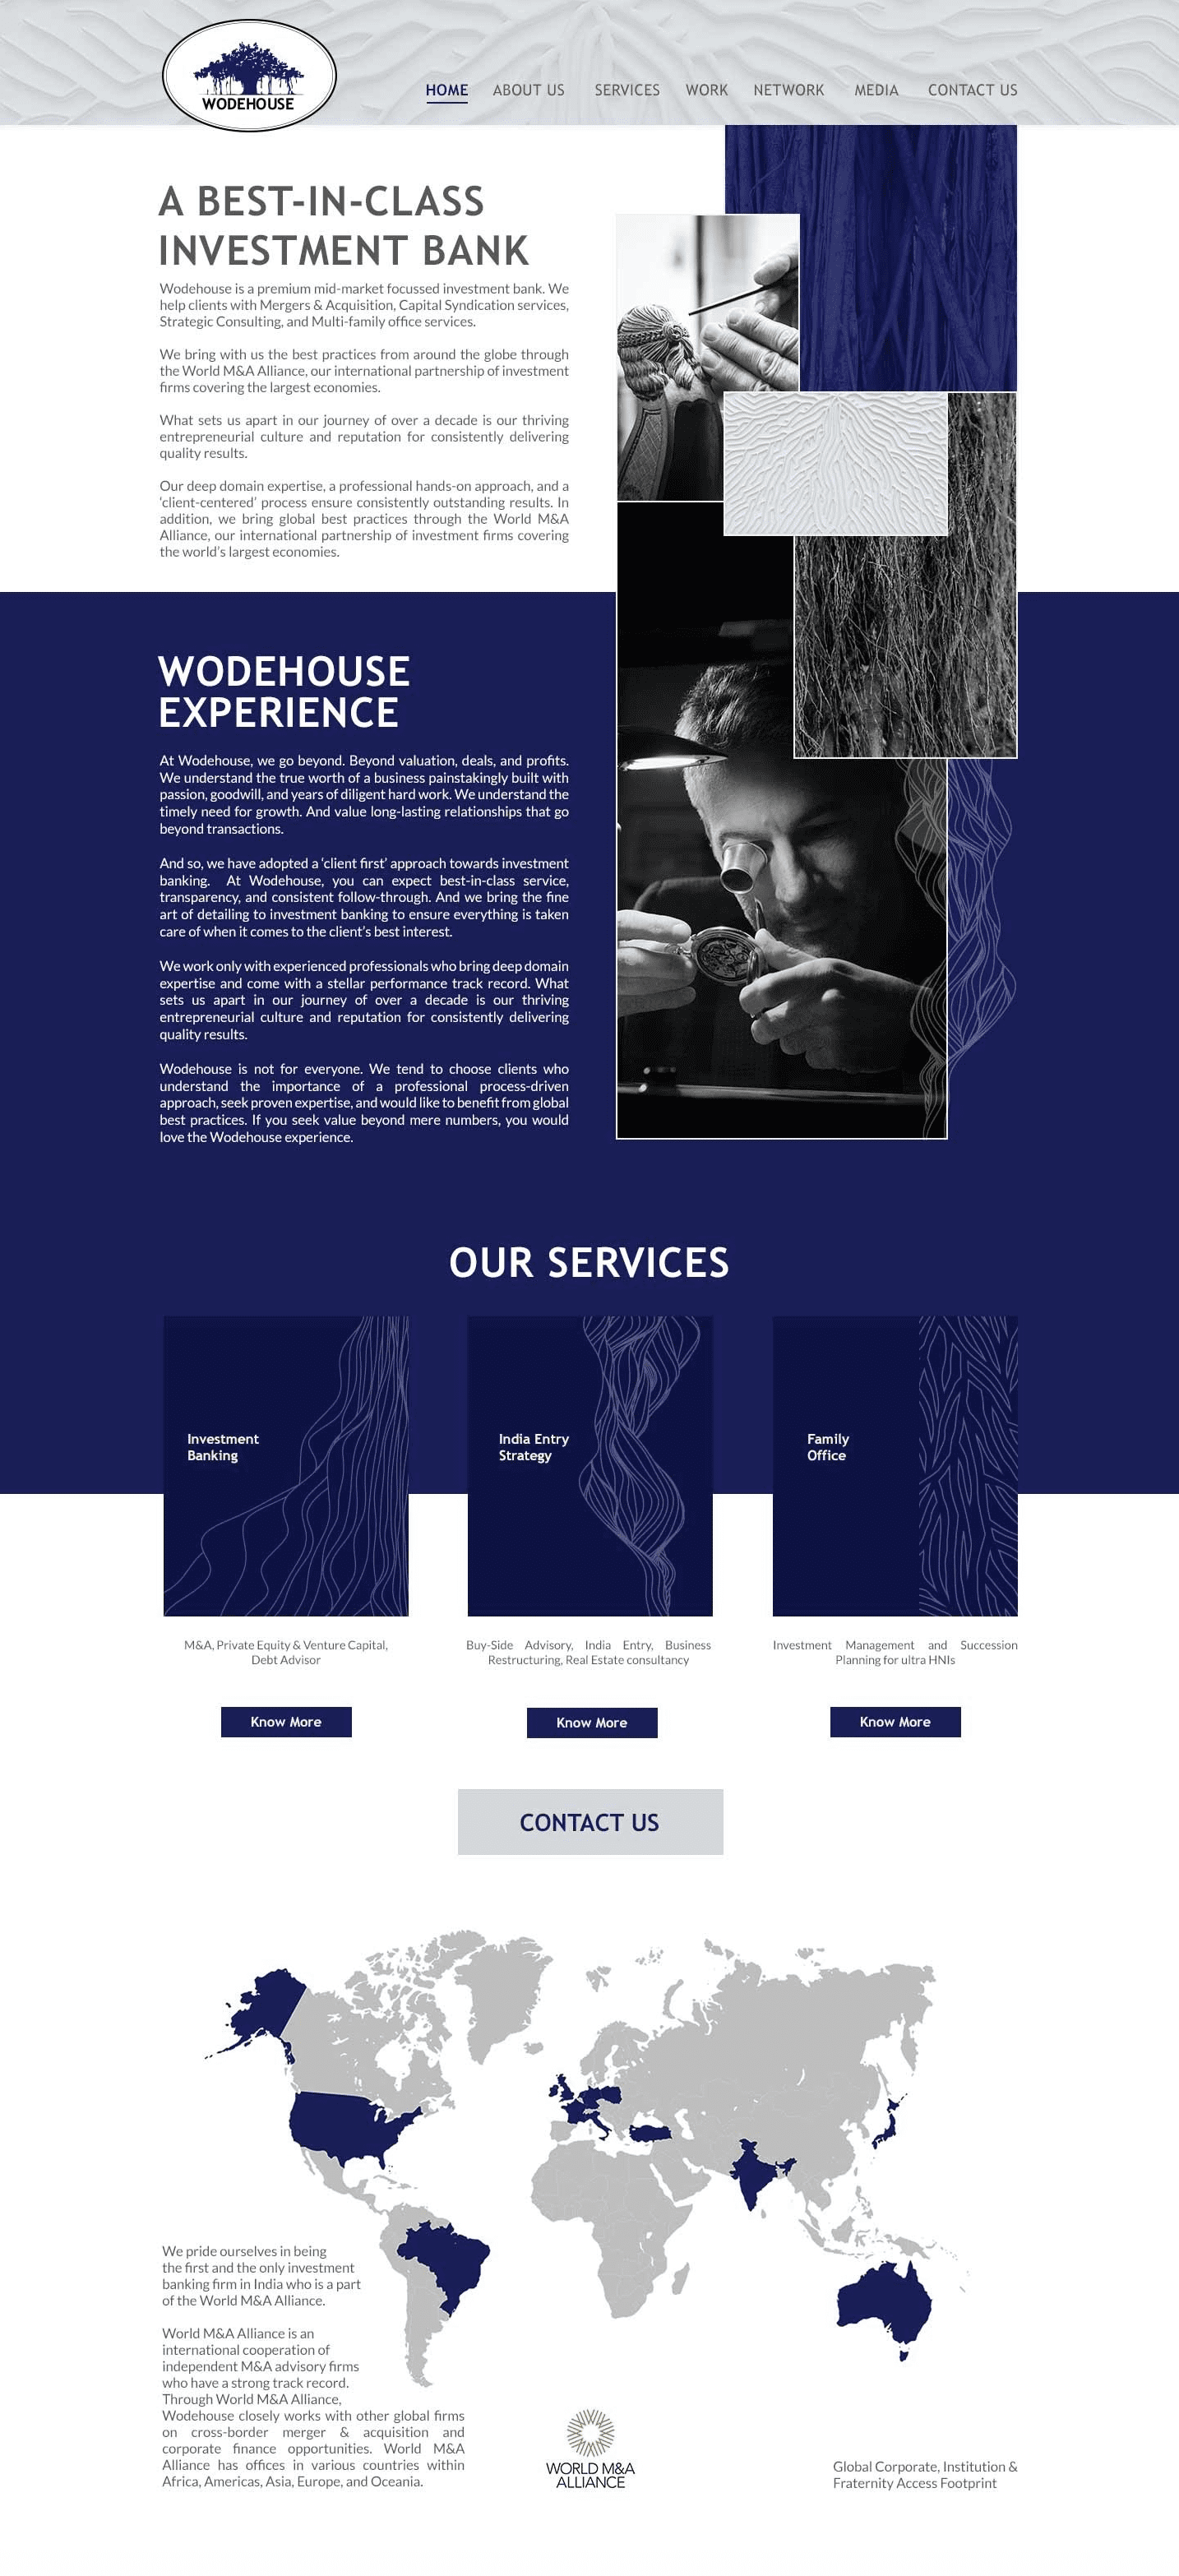 WODEHOUSE
HOME ABOUT US SERVICES WORK NETWORK MEDIA CONTACT US
A BEST-IN-CLASS
INVESTMENT BANK
Wodehouse is a premium mid-market focussed investment bank. We
help clients with Mergers & Acquisition, Capital Syndication services,
Strategic Consulting, and Multi-family office services.
We bring with us the best practices from around the globe through
the World M&A Alliance, our international partnership of investment
firms covering the largest economies.
What sets us apart in our journey of over a decade is our thriving
entrepreneurial culture and reputation for consistently delivering
quality results.
Our deep domain expertise, a professional hands-on approach, and a
‘client-centered’ process ensure consistently outstanding results. In
addition, we bring global best practices through the World M&A
Alliance, our international partnership of investment firms covering
the world’s largest economies.
WODEHOUSE
EXPERIENCE
At Wodehouse, we go beyond. Beyond valuation, deals, and profits.
We understand the true worth of a business painstakingly built with
passion, goodwill, and years of diligent hard work. We understand the
timely need for growth. And value long-lasting relationships that go
beyond transactions.
And so, we have adopted a ‘client first’ approach towards investment
banking. At Wodehouse, you can expect best-in-class service,
transparency, and consistent follow-through. And we bring the fine
art of detailing to investment banking to ensure everything is taken
care of when it comes to the client’s best interest.
We work only with experienced professionals who bring deep domain
expertise and come with a stellar performance track record. What
sets us apart in our journey of over a decade is our thriving
entrepreneurial culture and reputation for consistently delivering
quality results.
Wodehouse is not for everyone. We tend to choose clients who
understand the importance of a professional process-driven
approach, seek proven expertise, and would like to benefit from global
best practices. If you seek value beyond mere numbers, you would
love the Wodehouse experience.
OUR SERVICES
Investment
Banking
India Entry
Strategy
Family
Office
M&A, Private Equity & Venture Capital,
Debt Advisor
Buy-Side Advisory, India Entry, Business
Restructuring, Real Estate consultancy
Investment Management and Succession
Planning for ultra HNIs
Know More
Know More
Know More
CONTACT US
We pride ourselves in being
the first and the only investment
banking firm in India who is a part
of the World M&A Alliance.
World M&A Alliance is an
international cooperation of
independent M&A advisory firms
who have a strong track record.
Through World M&A Alliance,
Wodehouse closely works with other global firms
on cross-border merger & acquisition and
corporate finance opportunities. World M&A
Alliance has offices in various countries within
Africa, Americas, Asia, Europe, and Oceania.
WORLD M&A
ALLIANCE
Global Corporate, Institution &
Fraternity Access Footprint